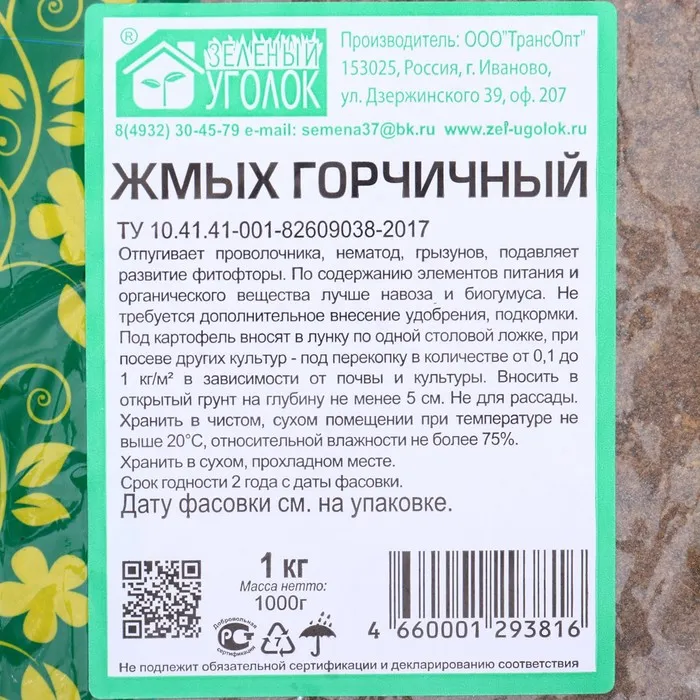 ®
ЗЕЛЕНЫЙ
УГОЛОК
Производитель: ООО"ТрансОпт"
153025, Россия, г. Иваново,
ул. Дзержинского 39, оф. 207
8(4932) 30-45-79 e-mail: semena37@bk.ru www.zel-ugolok.ru
ЖМЫХ ГОРЧИЧНЫЙ
ТУ 10.41.41-001-82609038-2017
Отпугивает проволочника, нематод, грызунов, подавляет
развитие фитофторы. По содержанию элементов питания и
органического вещества лучше навоза и биогумуса. Не
требуется дополнительное внесение удобрения, подкормки.
Под картофель вносят в лунку по одной столовой ложке, при
посеве других культур - под перекопку в количестве от 0,1 до
1 кг/м² в зависимости от почвы и культуры. Вносить в
открытый грунт на глубину не менее 5 см. Не для рассады.
Хранить в чистом, сухом помещении при температуре не
выше 20°С, относительной влажности не более 75%.
Хранить в сухом, прохладном месте.
Срок годности 2 года с даты фасовки.
Дату фасовки см. на упаковке.
1 кг
Масса нетто:
1000г
Добровольная
сертификация
7
4 660001 293816
Не подлежит обязательной сертификации и декларированию соответствия